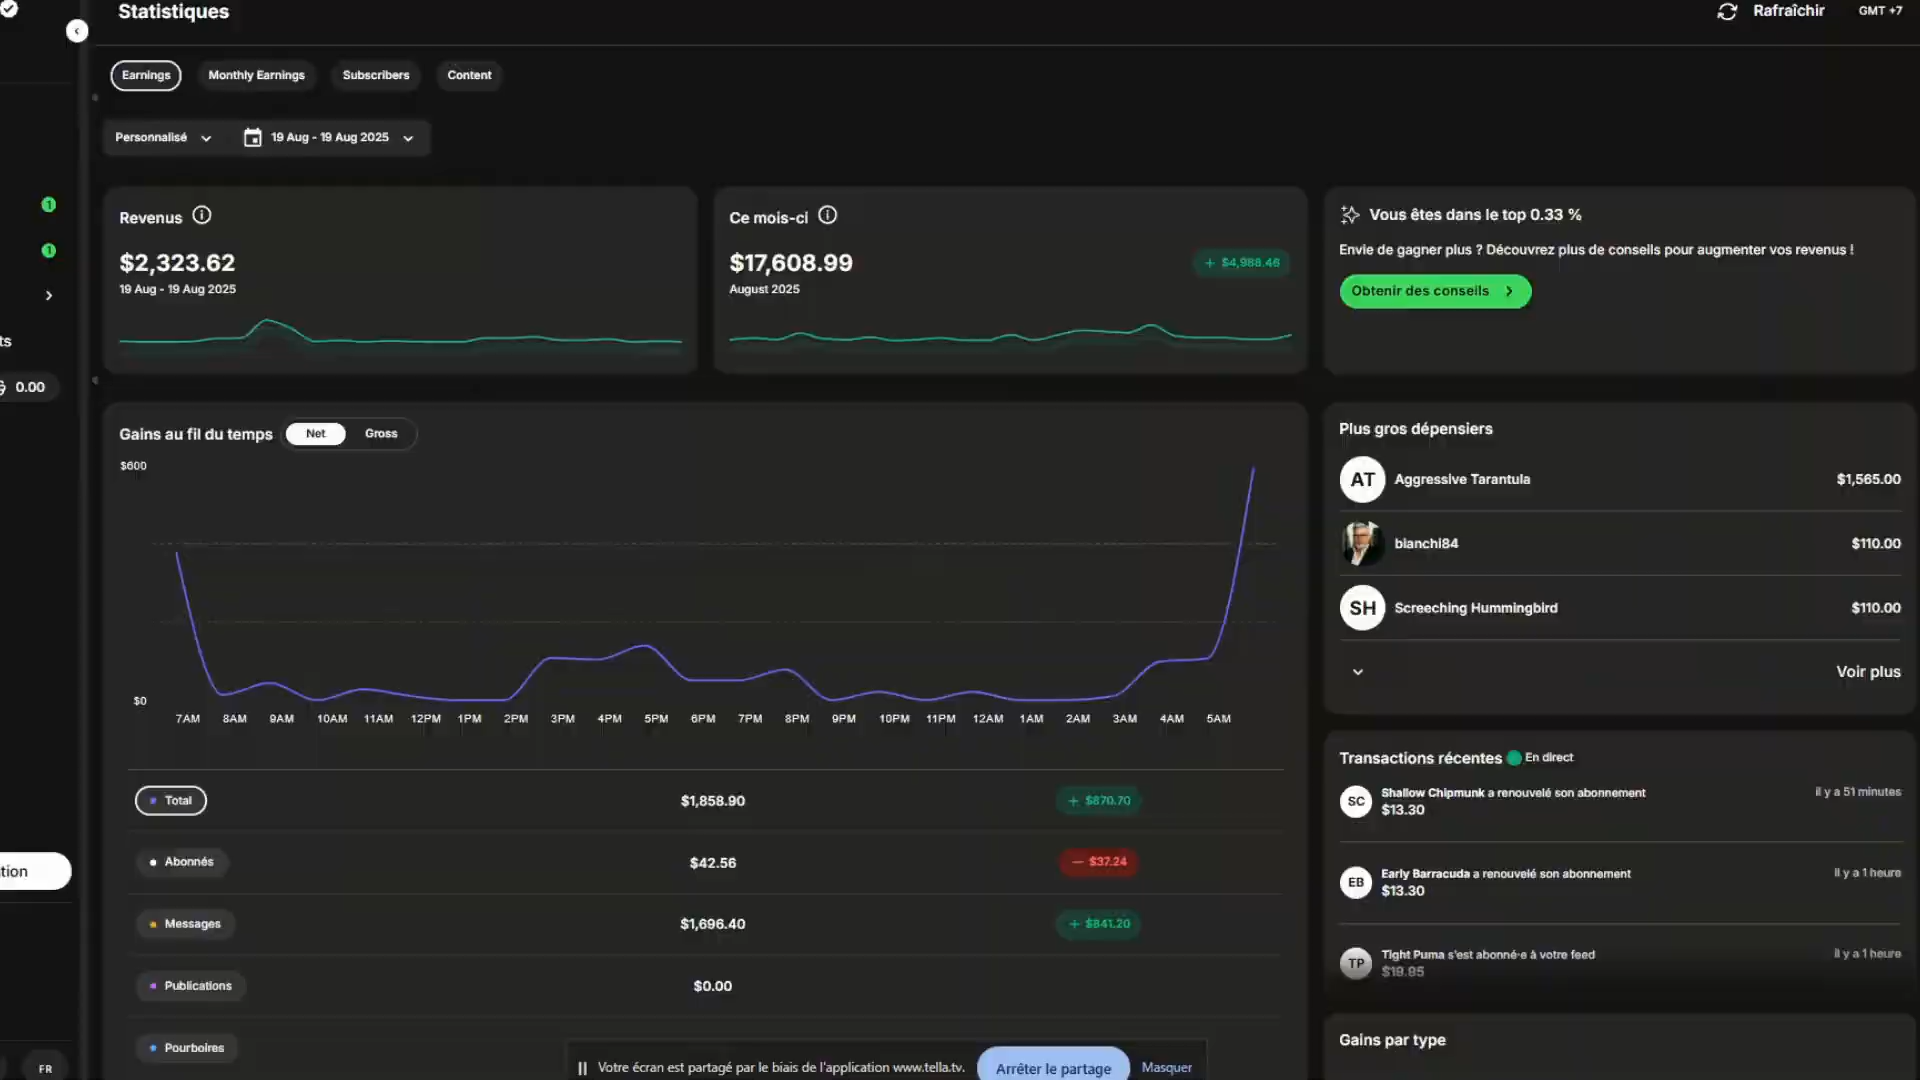 Statistiques
Rafraîchir
GMT +7
Earnings
Monthly Earnings
Subscribers
Content
Personnalisé
19 Aug - 19 Aug 2025
1
1
ts
0.00
tion
FR
Revenus
$2,323.62
19 Aug - 19 Aug 2025
Ce mois-ci
$17,608.99
+ $4,988.46
August 2025
Vous êtes dans le top 0.33 %
Envie de gagner plus ? Découvrez plus de conseils pour augmenter vos revenus !
Obtenir des conseils
Gains au fil du temps
Net
Gross
$600
$0
7AM 8AM 9AM 10AM 11AM 12PM 1PM 2PM 3PM 4PM 5PM 6PM 7PM 8PM 9PM 10PM 11PM 12AM 1AM 2AM 3AM 4AM 5AM
Total $1,858.90 + $870.70
Abonnés $42.56 — $37.24
Messages $1,696.40 + $841.20
Publications $0.00
Pourboires
Plus gros dépensiers
AT Aggressive Tarantula $1,565.00
bianchi84 $110.00
SH Screeching Hummingbird $110.00
Voir plus
Transactions récentes En direct
SC Shallow Chipmunk a renouvelé son abonnement il y a 51 minutes
$13.30
EB Early Barracuda a renouvelé son abonnement il y a 1 heure
$13.30
TP Tight Puma s'est abonné·e à votre feed il y a 1 heure
$19.95
Gains par type
Votre écran est partagé par le biais de l'application www.tella.tv.
Arrêter le partage
Masquer